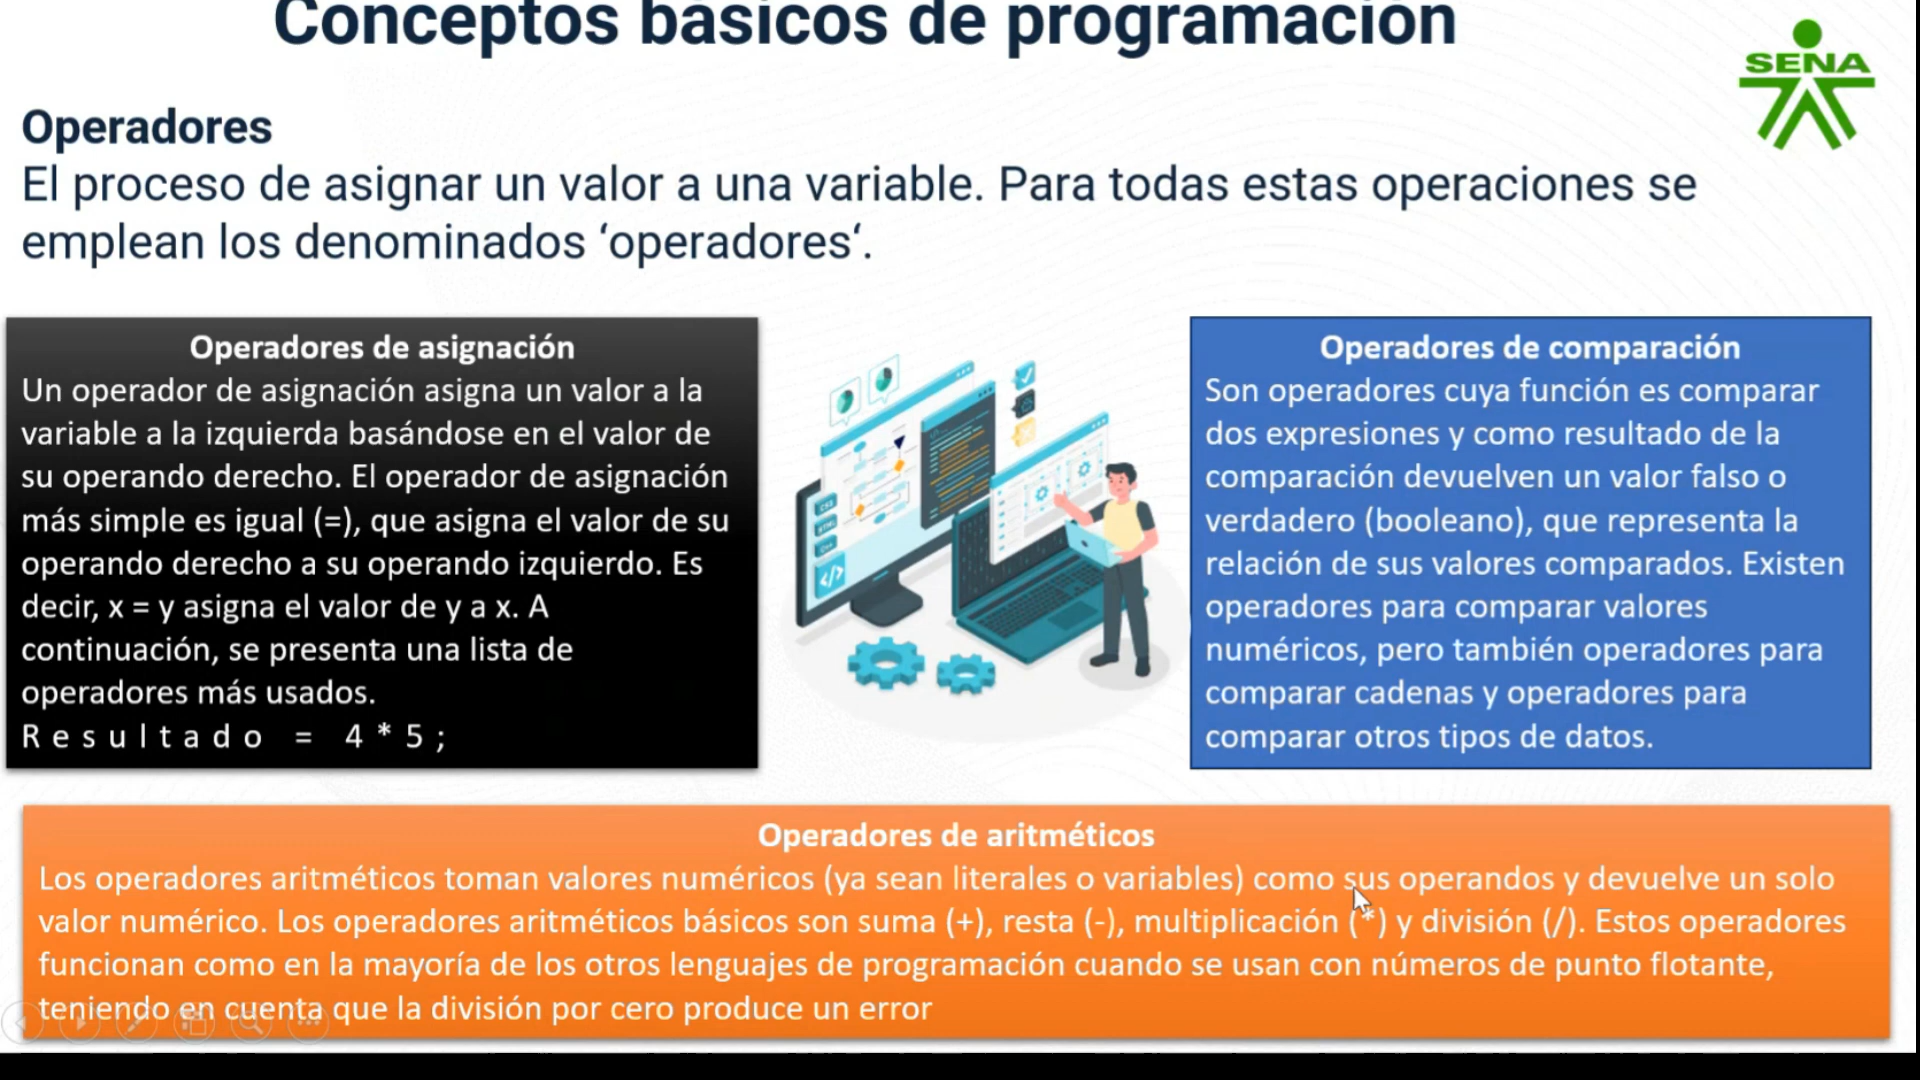 Conceptos básicos de programación
SENA
Operadores
El proceso de asignar un valor a una variable. Para todas estas operaciones se
emplean los denominados ‘operadores‘.
Operadores de asignación
Un operador de asignación asigna un valor a la
variable a la izquierda basándose en el valor de
su operando derecho. El operador de asignación
más simple es igual (=), que asigna el valor de su
operando derecho a su operando izquierdo. Es
decir, x = y asigna el valor de y a x. A
continuación, se presenta una lista de
operadores más usados.
Resultado = 4*5;
CSS
HTML
C++
</>
Operadores de comparación
Son operadores cuya función es comparar
dos expresiones y como resultado de la
comparación devuelven un valor falso o
verdadero (booleano), que representa la
relación de sus valores comparados. Existen
operadores para comparar valores
numéricos, pero también operadores para
comparar cadenas y operadores para
comparar otros tipos de datos.
Operadores de aritméticos
Los operadores aritméticos toman valores numéricos (ya sean literales o variables) como sus operandos y devuelve un solo
valor numérico. Los operadores aritméticos básicos son suma (+), resta (-), multiplicación (*) y división (/). Estos operadores
funcionan como en la mayoría de los otros lenguajes de programación cuando se usan con números de punto flotante,
teniendo en cuenta que la división por cero produce un error